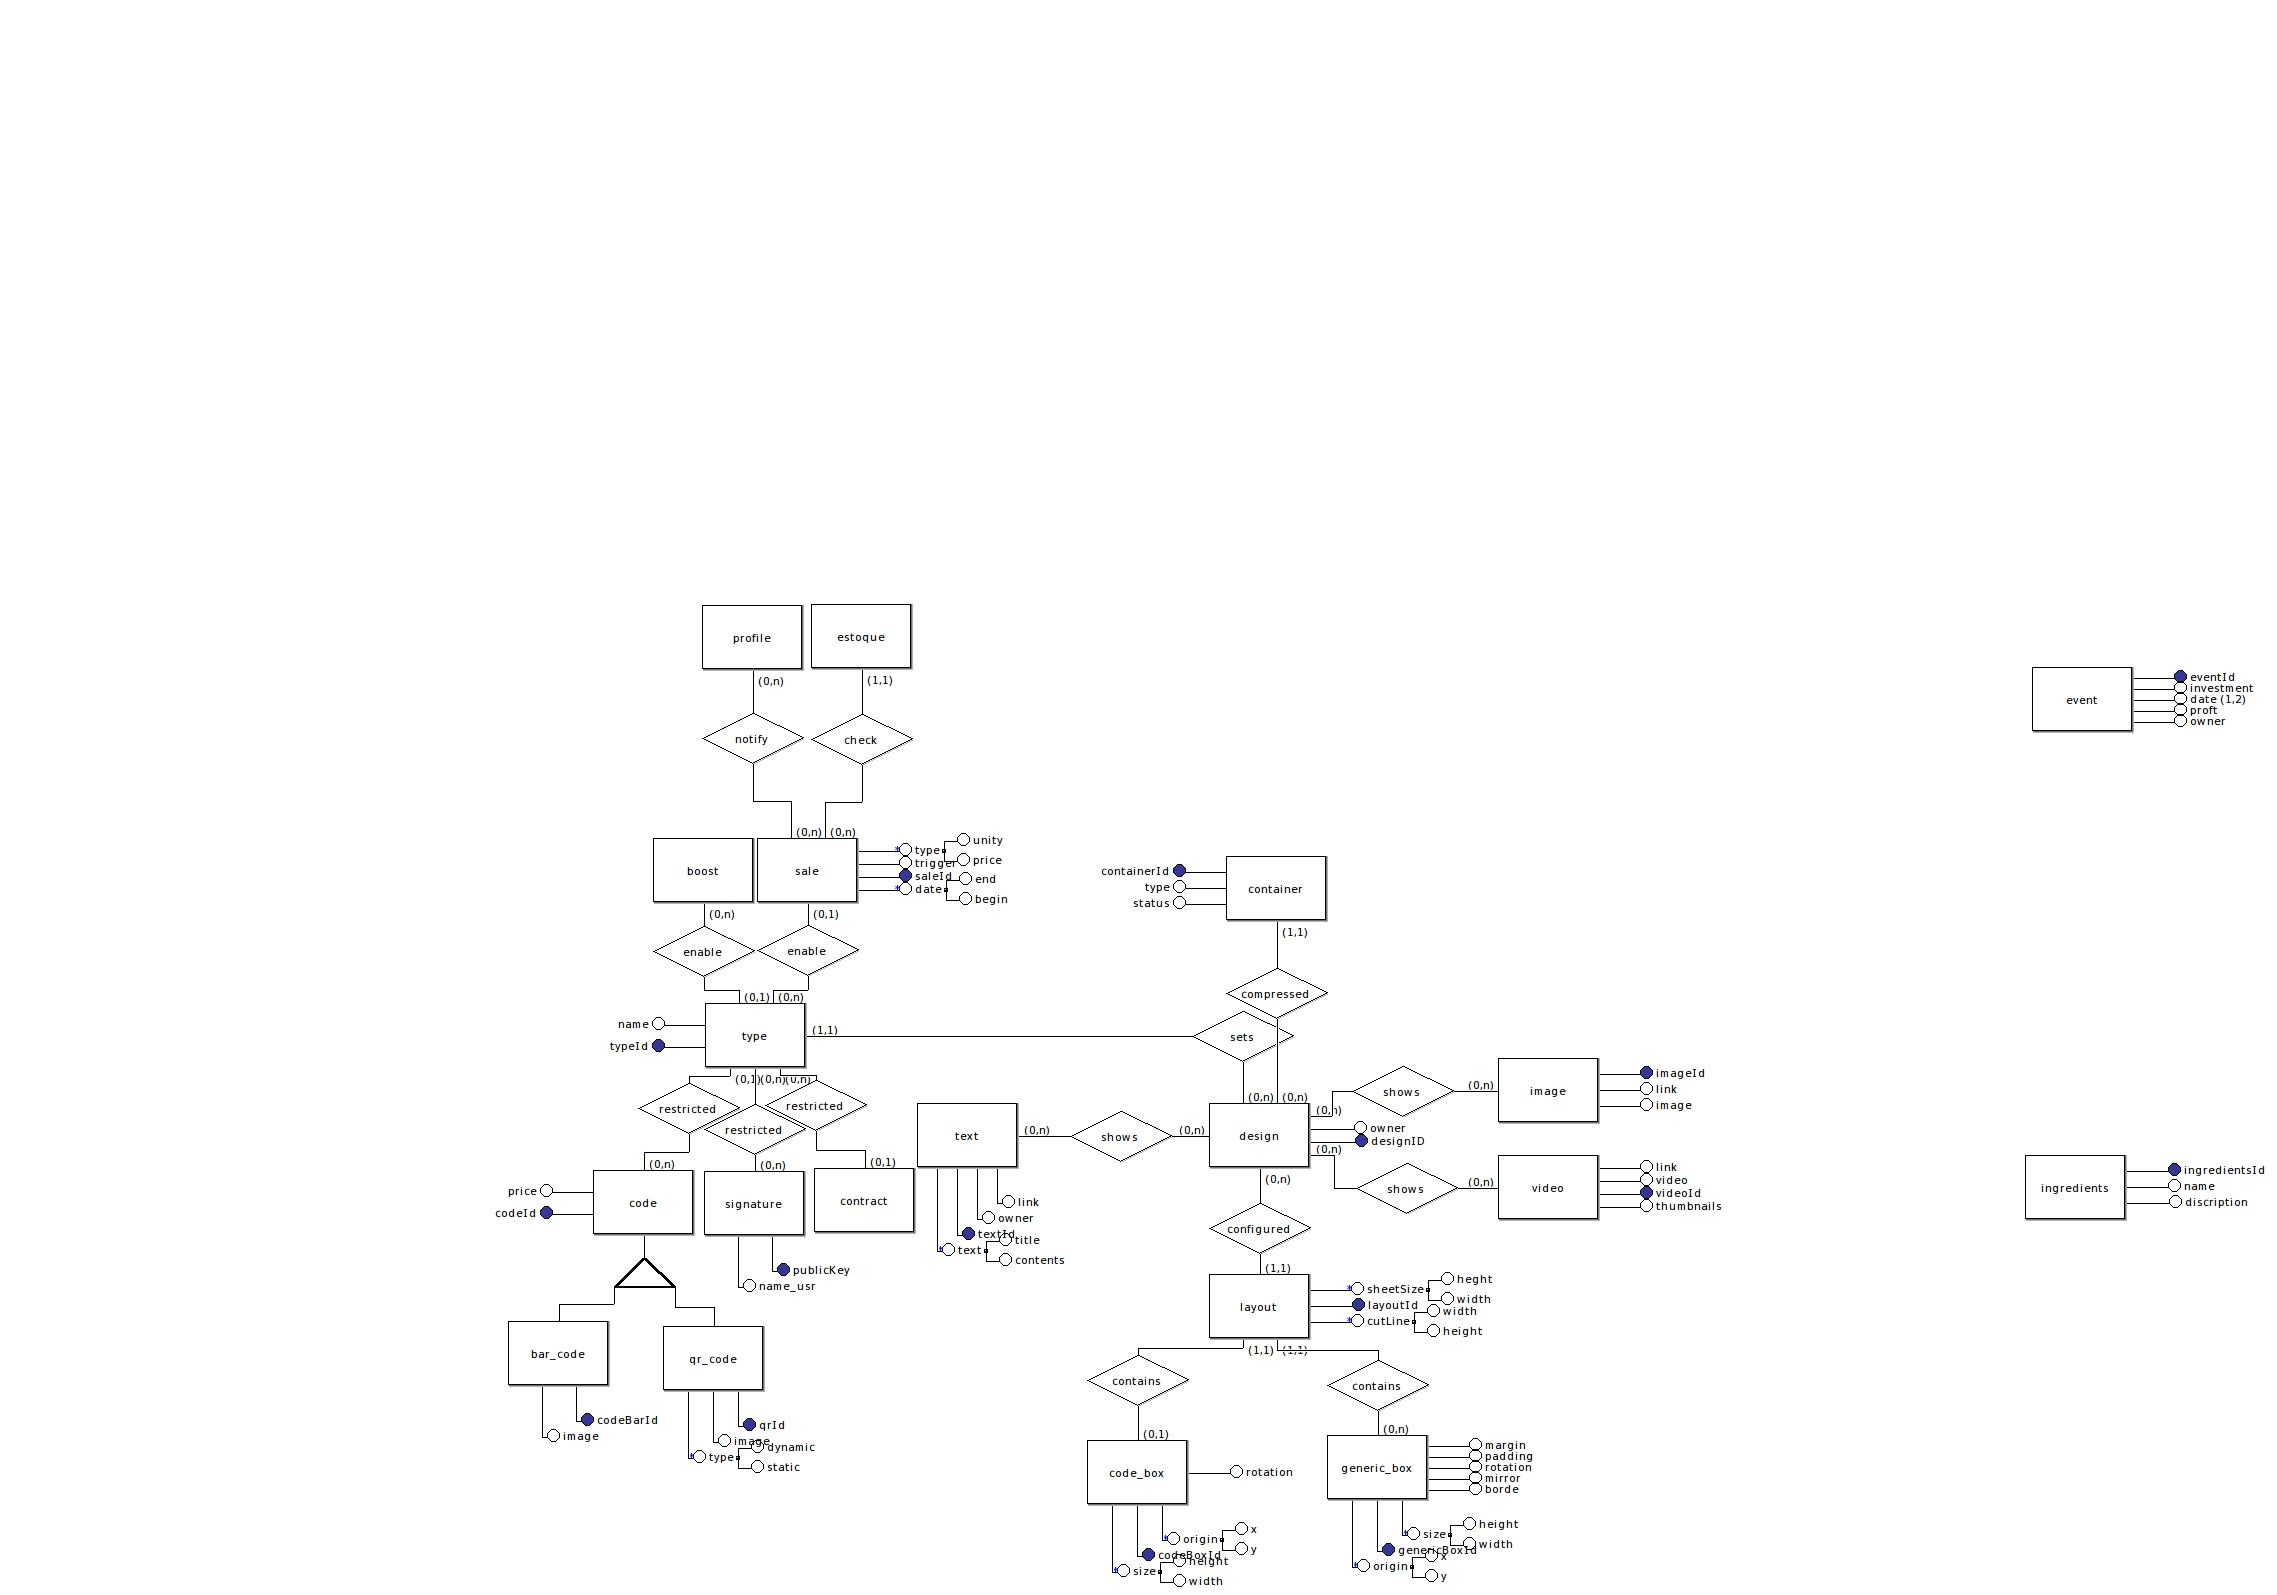 profile
estoque
(0,n)
(1,1)
notify
check
eventId
investment
date (1,2)
proft
owner
event
(0,n)
(0,n)
boost
sale
type
unity
price
trigger
saleId
date
end
begin
(0,n)
(0,1)
enable
enable
(0,1)
(0,n)
containerId
type
status
container
(1,1)
compressed
name
typeId
type
(1,1)
sets
(0,1)
(0,n)
(0,n)
restricted
restricted
restricted
(0,n)
(0,n)
(0,1)
price
codeId
code
signature
contract
publicKey
name_usr
bar_code
qr_code
codeBarId
image
qrId
image
type
dynamic
static
text
(0,n)
shows
(0,n)
link
owner
textId
text
title
contents
(0,n)
(0,n)
design
(0,n)
shows
(0,n)
image
imageId
link
image
owner
designID
(0,n)
shows
(0,n)
video
link
video
videoId
thumbnails
ingredients
ingredientsId
name
discription
(0,n)
configured
(1,1)
layout
sheetSize
heght
width
layoutId
cutLine
width
height
(1,1)
(1,1)
contains
contains
(0,1)
(0,n)
code_box
rotation
origin
x
y
codeBoxId
size
height
width
generic_box
margin
padding
rotation
mirror
borde
size
height
width
genericBoxId
origin
x
y